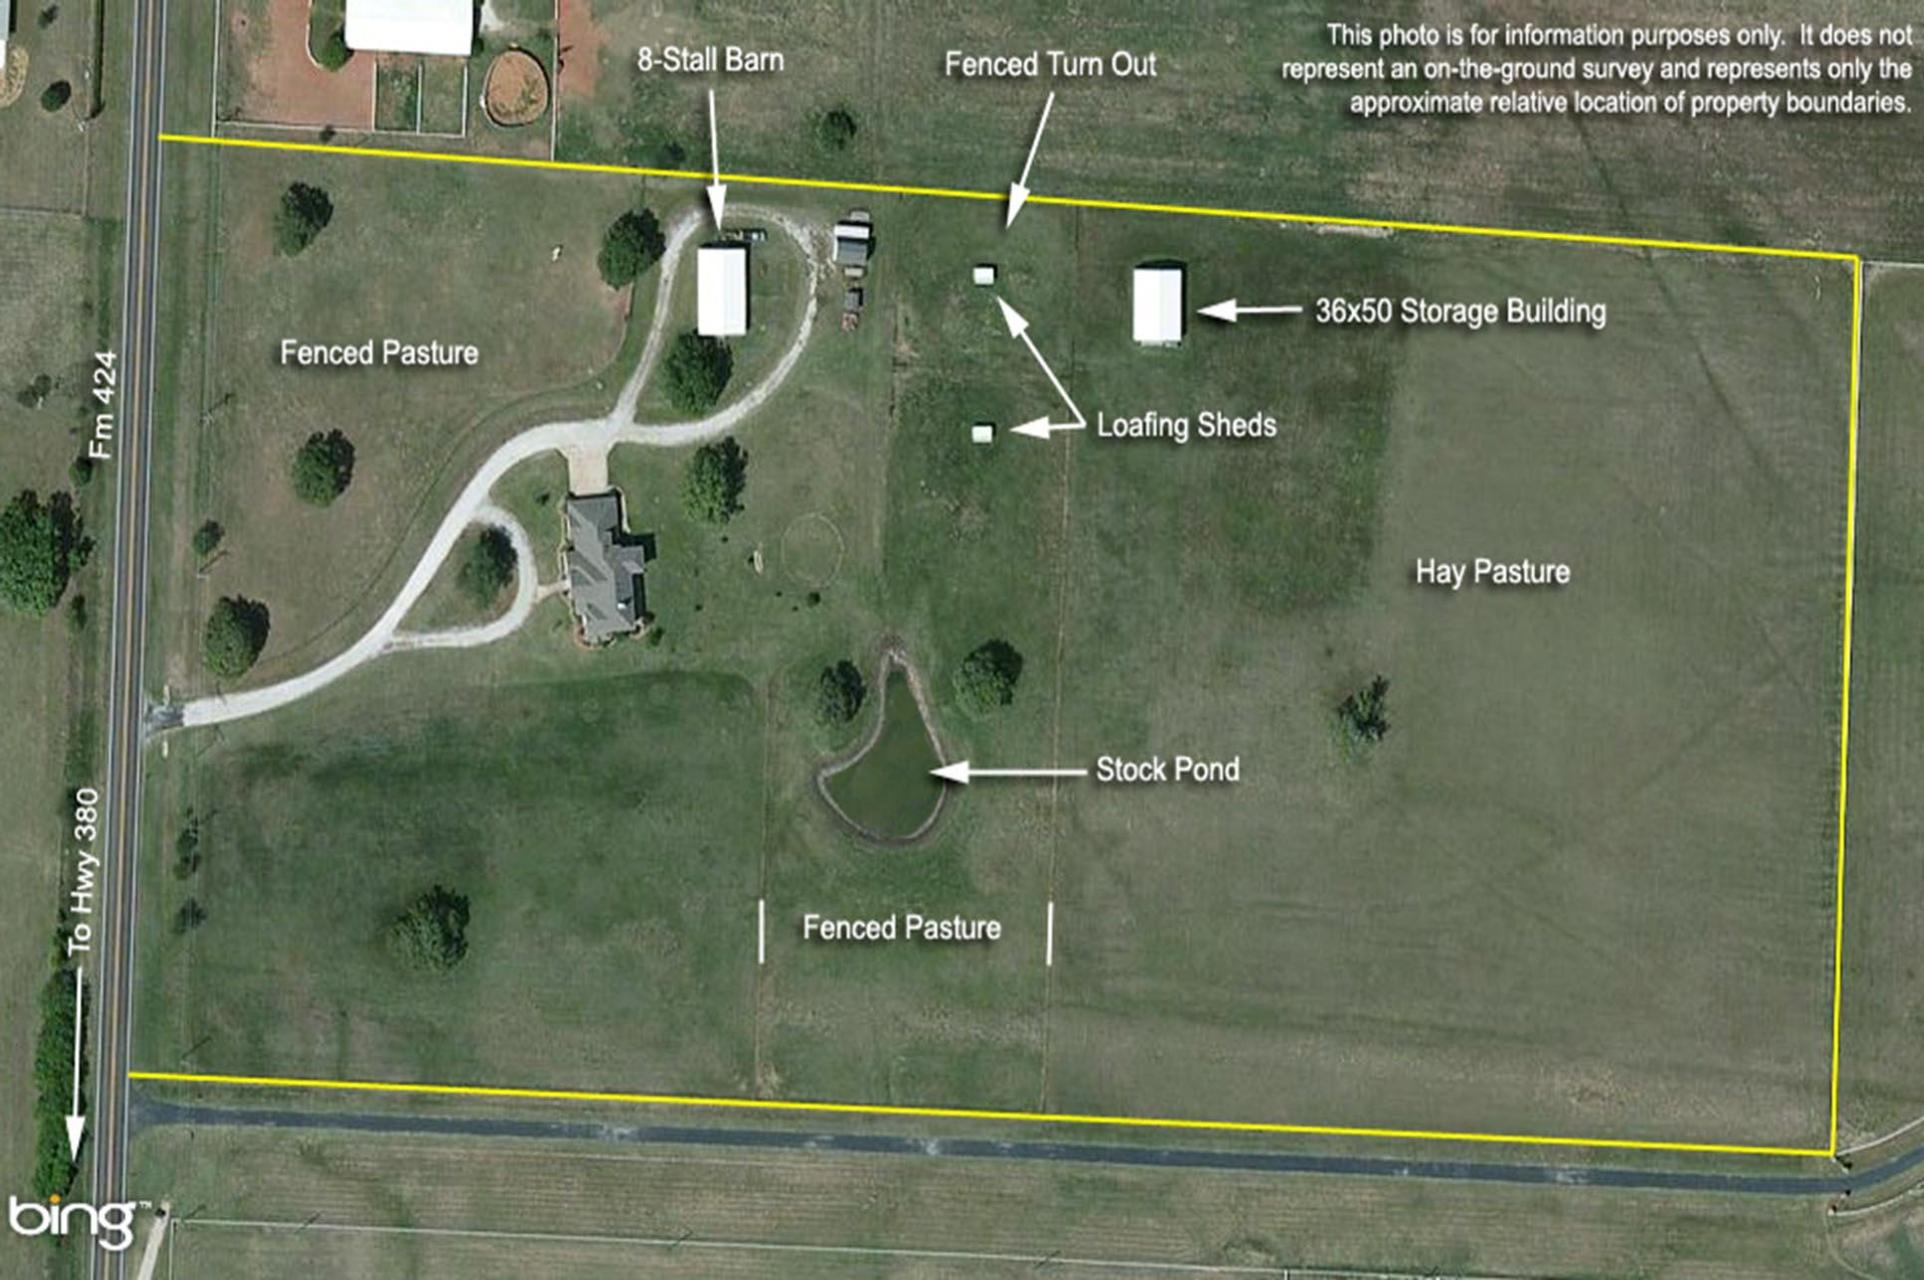 This photo is for information purposes only. It does not
represent an on-the-ground survey and represents only the
approximate relative location of property boundaries.
8-Stall Barn
Fenced Turn Out
36x50 Storage Building
Fenced Pasture
Fm 424
Loafing Sheds
Hay Pasture
Stock Pond
To Hwy 380
Fenced Pasture
bing™